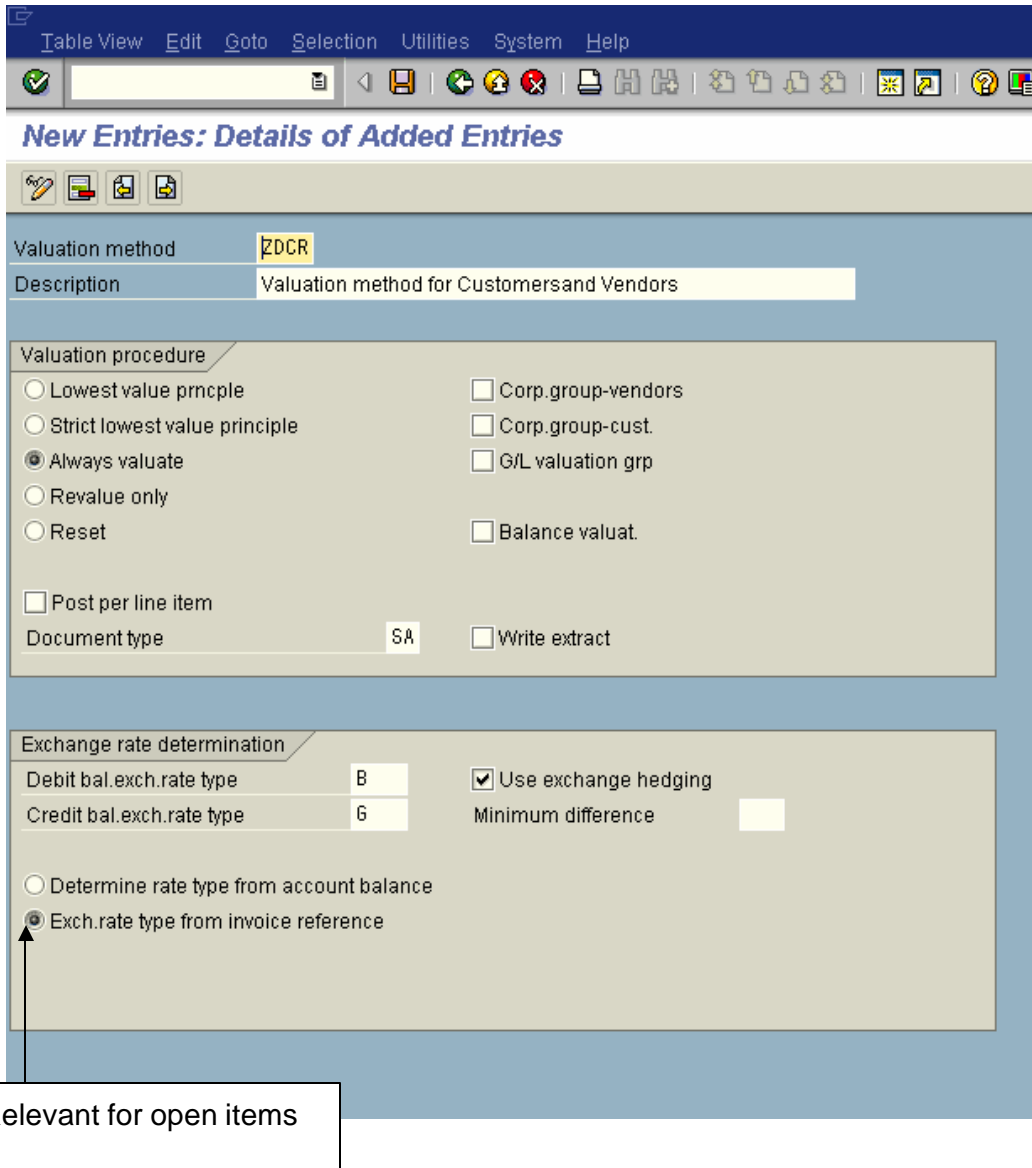 Table View Edit Goto Selection Utilities System Help
New Entries: Details of Added Entries
Valuation method ZDCR
Description Valuation method for Customersand Vendors
Valuation procedure
Lowest value prncple Corp.group-vendors
Strict lowest value principle Corp.group-cust.
Always valuate G/L valuation grp
Revalue only
Reset Balance valuat.
Post per line item
Document type SA Write extract
Exchange rate determination
Debit bal.exch.rate type B Use exchange hedging
Credit bal.exch.rate type G Minimum difference
Determine rate type from account balance
Exch.rate type from invoice reference
elevant for open items